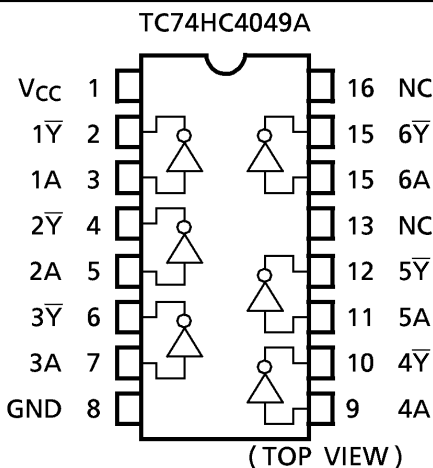 TC74HC4049A
VCC 1 16 NC
1Y̅ 2 15 6Y̅
1A 3 15 6A
2Y̅ 4 13 NC
2A 5 12 5Y̅
3Y̅ 6 11 5A
3A 7 10 4Y̅
GND 8 9 4A
(TOP VIEW)